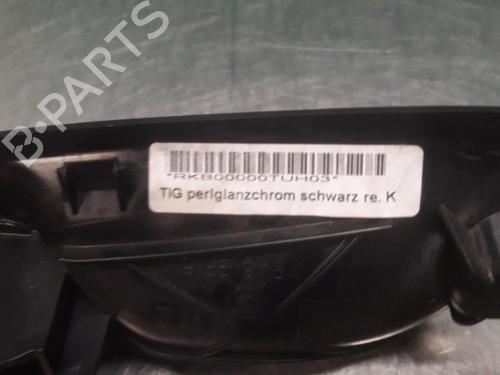 B-PARTS
*RKB00000TUH03*
TIG perlglanzchrom schwarz re. K